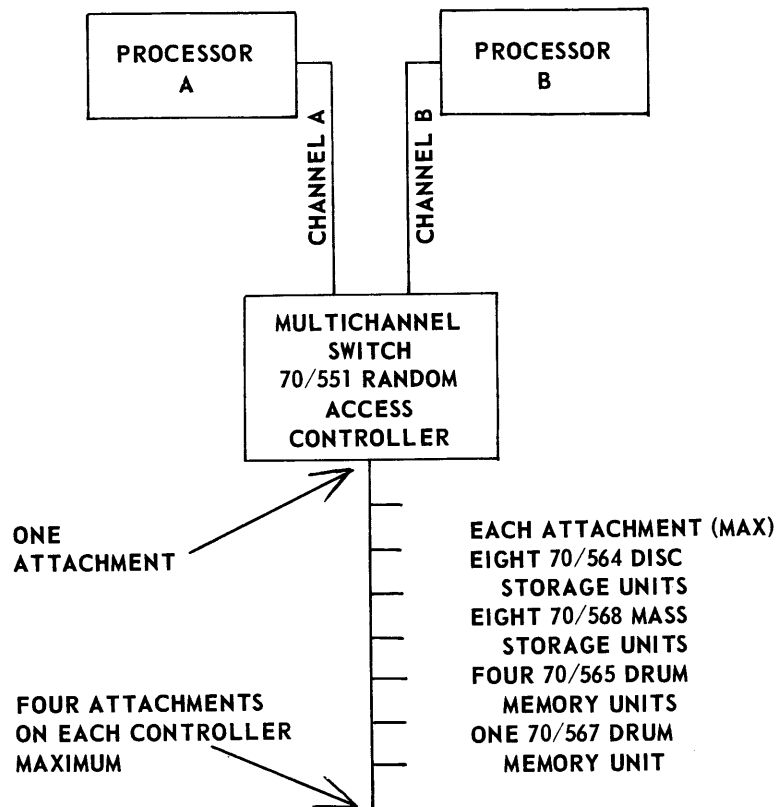 PROCESSOR
A
PROCESSOR
B
CHANNEL A
CHANNEL B
MULTICHANNEL
SWITCH
70/551 RANDOM
ACCESS
CONTROLLER
ONE
ATTACHMENT
EACH ATTACHMENT (MAX)
EIGHT 70/564 DISC
STORAGE UNITS
EIGHT 70/568 MASS
STORAGE UNITS
FOUR 70/565 DRUM
MEMORY UNITS
ONE 70/567 DRUM
MEMORY UNIT
FOUR ATTACHMENTS
ON EACH CONTROLLER
MAXIMUM